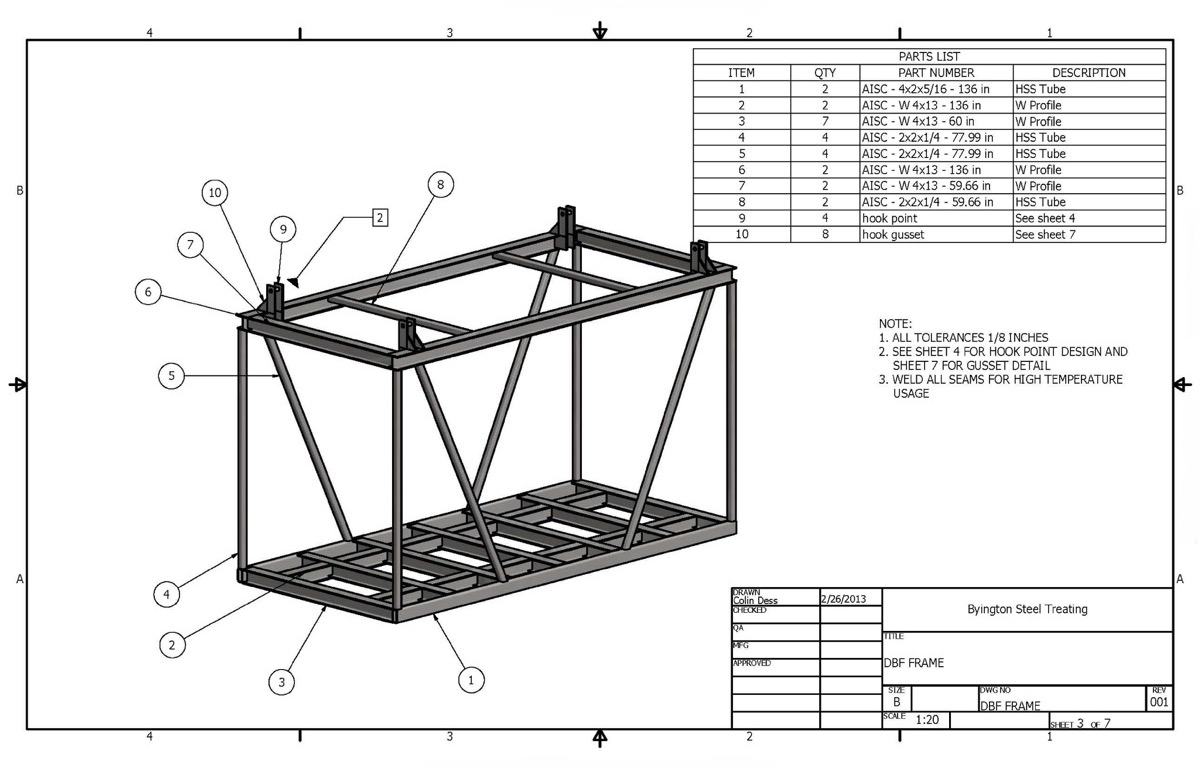 4 3 2 1
PARTS LIST
ITEM QTY PART NUMBER DESCRIPTION
1 2 AISC - 4x2x5/16 - 136 in HSS Tube
2 2 AISC - W 4x13 - 136 in W Profile
3 7 AISC - W 4x13 - 60 in W Profile
4 4 AISC - 2x2x1/4 - 77.99 in HSS Tube
5 4 AISC - 2x2x1/4 - 77.99 in HSS Tube
6 2 AISC - W 4x13 - 136 in W Profile
7 2 AISC - W 4x13 - 59.66 in W Profile
8 2 AISC - 2x2x1/4 - 59.66 in HSS Tube
9 4 hook point See sheet 4
10 8 hook gusset See sheet 7
B B
10
8
2
9
7
6
5
NOTE:
1. ALL TOLERANCES 1/8 INCHES
2. SEE SHEET 4 FOR HOOK POINT DESIGN AND
SHEET 7 FOR GUSSET DETAIL
3. WELD ALL SEAMS FOR HIGH TEMPERATURE
USAGE
A A
4
2
3
1
DRAWN
Colin Dess 2/26/2013
CHECKED
QA
MFG
APPROVED
Byington Steel Treating
TITLE
DBF FRAME
SIZE
B
DWG NO
DBF FRAME
REV
001
SCALE 1:20
SHEET 3 OF 7
4 3 2 1